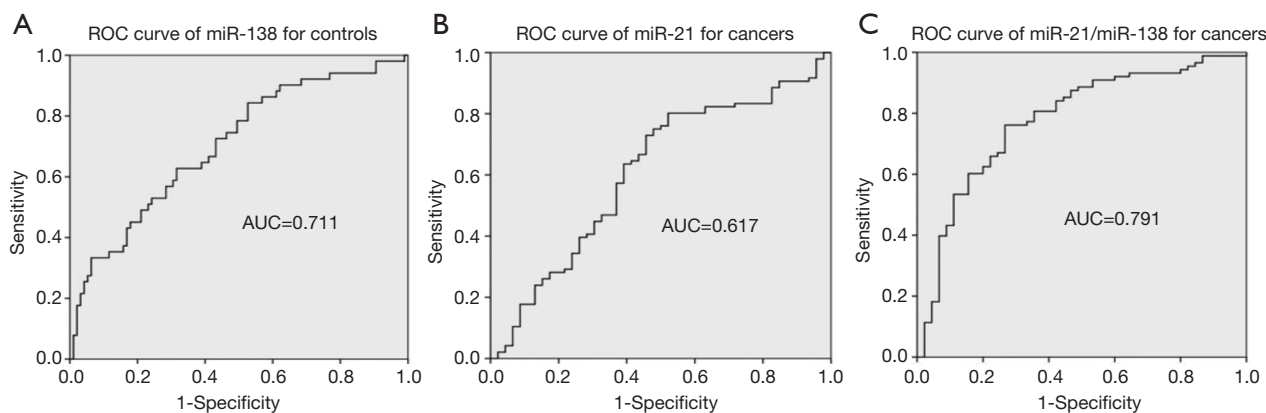 A
ROC curve of miR-138 for controls
1.0
0.8
0.6
0.4
0.2
0.0
Sensitivity
AUC=0.711
0.0 0.2 0.4 0.6 0.8 1.0
1-Specificity
B
ROC curve of miR-21 for cancers
1.0
0.8
0.6
0.4
0.2
0.0
Sensitivity
AUC=0.617
0.0 0.2 0.4 0.6 0.8 1.0
1-Specificity
C
ROC curve of miR-21/miR-138 for cancers
1.0
0.8
0.6
0.4
0.2
0.0
Sensitivity
AUC=0.791
0.0 0.2 0.4 0.6 0.8 1.0
1-Specificity